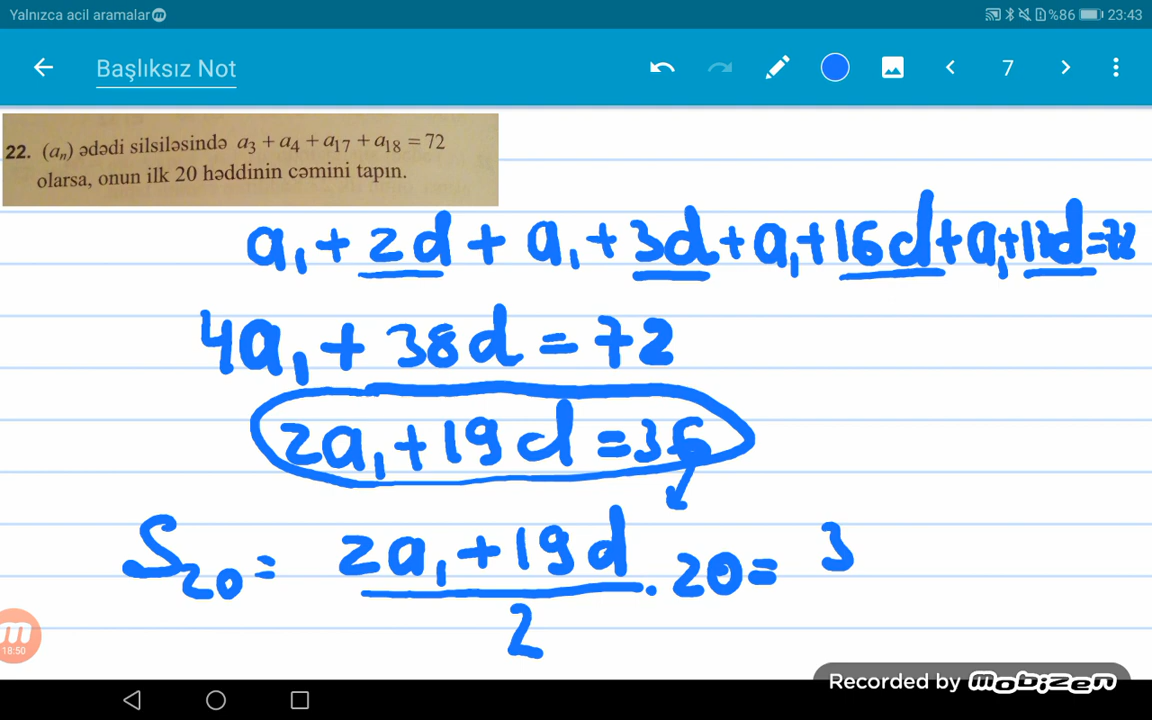 Yalnızca acil aramalar
%86 23:43
Başlıksız Not
7
22. (aₙ) ədədi silsiləsində a₃ + a₄ + a₁₇ + a₁₈ = 72
olarsa, onun ilk 20 həddinin cəmini tapın.
a₁ + 2d + a₁ + 3d + a₁ + 16d + a₁ + 17d = 72
4a₁ + 38d = 72
2a₁ + 19d = 36
S₂₀ = (2a₁ + 19d)/2 . 20 = 3
18:50
Recorded by mobizen